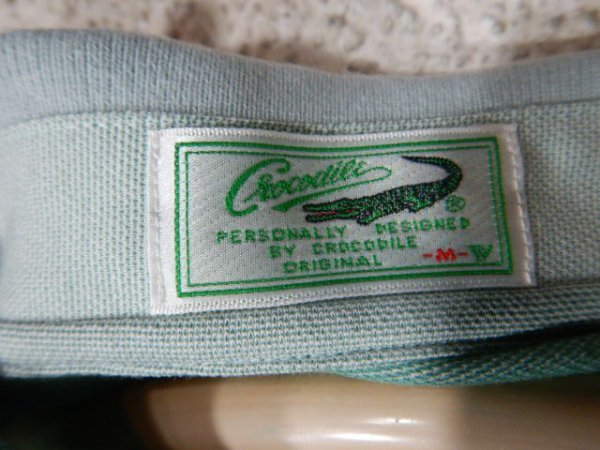 Crocodile
®
PERSONALLY DESIGNED
BY CROCODILE
ORIGINAL -M-